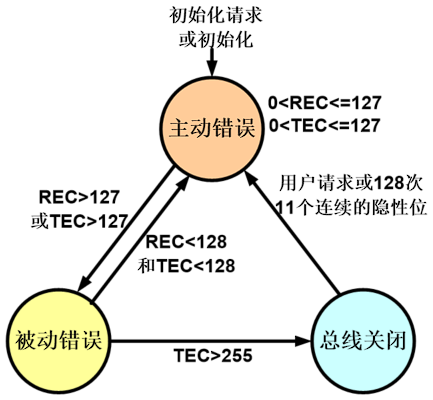 初始化请求
或初始化
主动错误
0<REC<=127
0<TEC<=127
REC>127
或TEC>127
用户请求或128次
11个连续的隐性位
REC<128
和TEC<128
被动错误
总线关闭
TEC>255